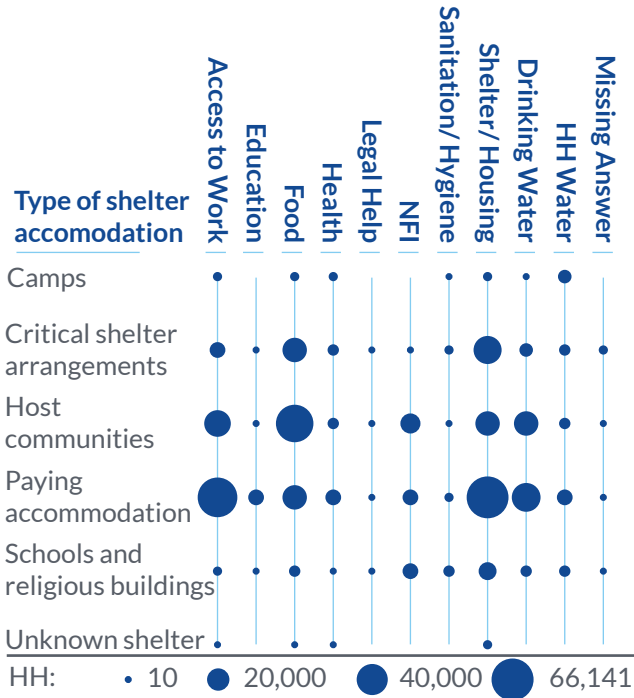 Access to Work
Education
Food
Health
Legal Help
NFI
Sanitation/ Hygiene
Shelter/ Housing
Drinking Water
HH Water
Missing Answer
Type of shelter
accomodation
Camps
Critical shelter
arrangements
Host
communities
Paying
accommodation
Schools and
religious buildings
Unknown shelter
HH: 10 20,000 40,000 66,141